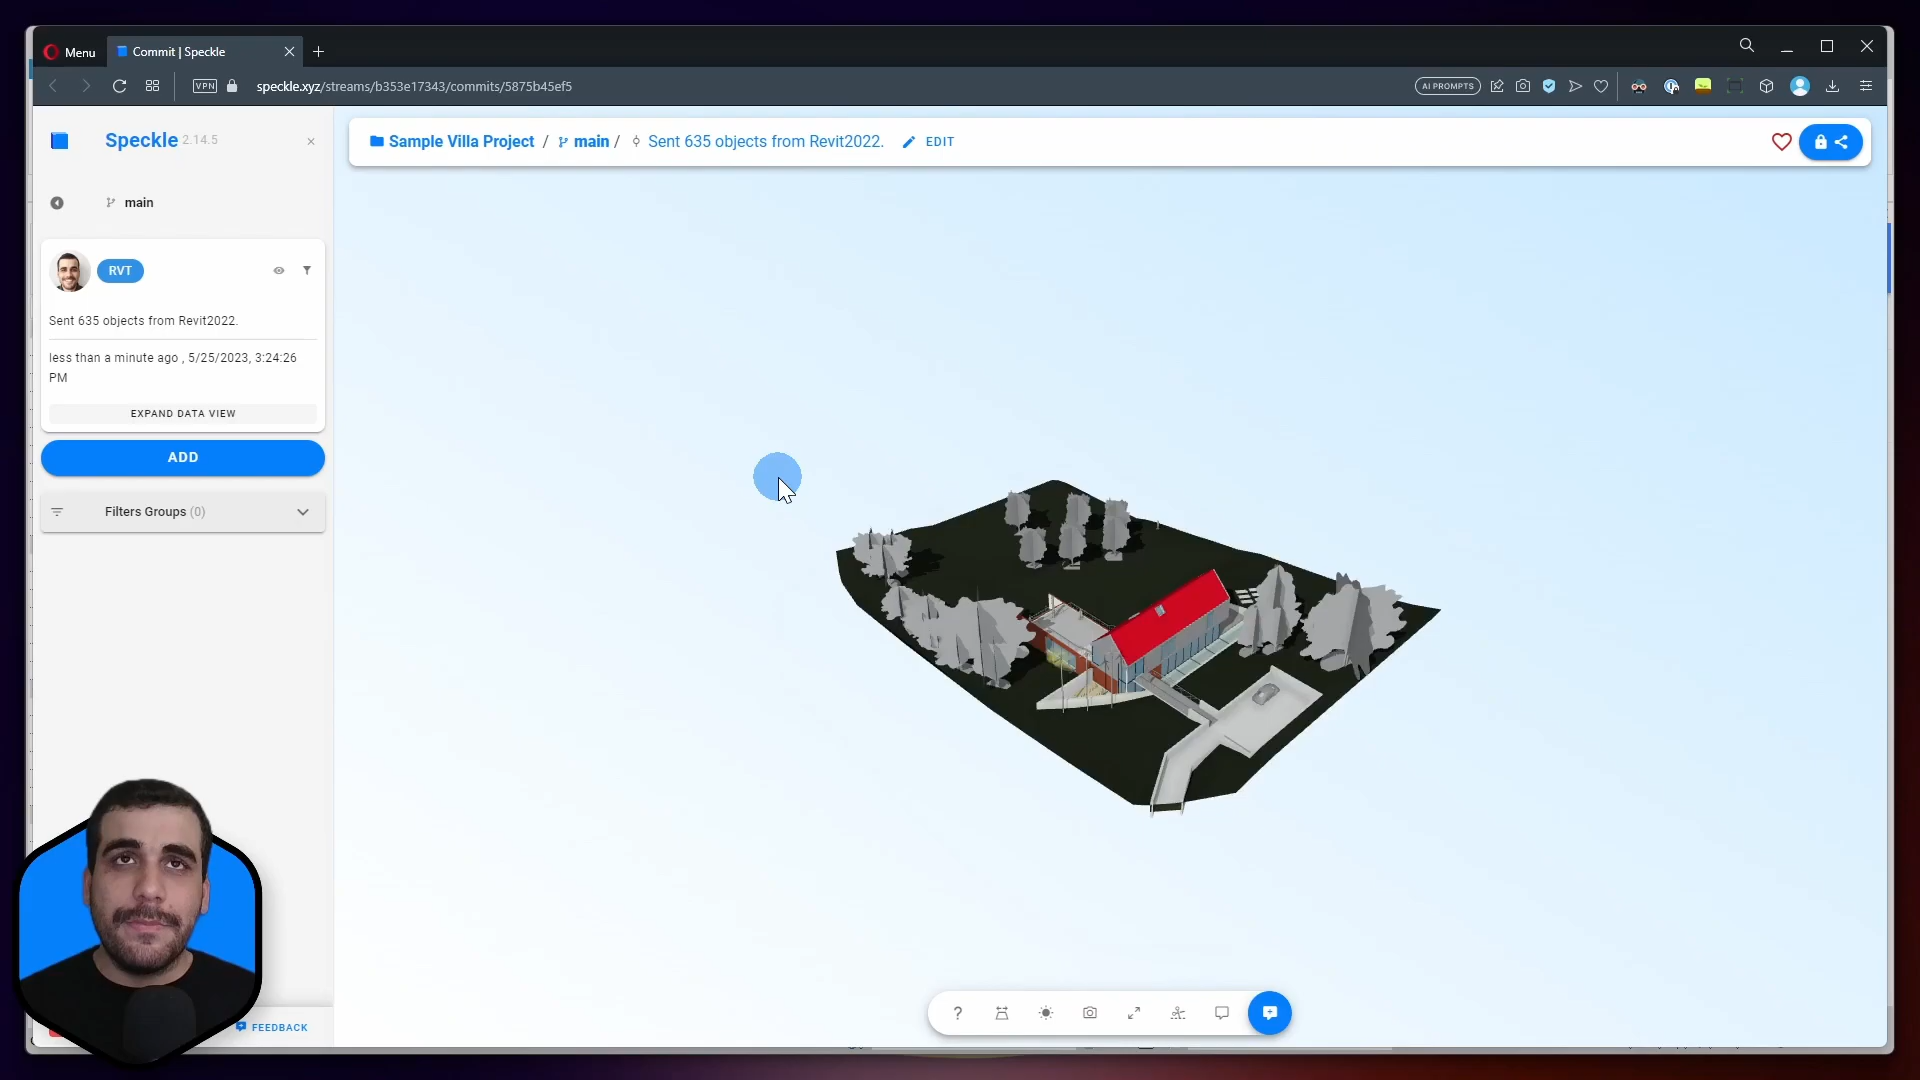 Menu
Commit | Speckle
VPN
speckle.xyz/streams/b353e17343/commits/5875b45ef5
AI PROMPTS
Speckle 2.14.5
Sample Villa Project / main / Sent 635 objects from Revit2022. EDIT
main
RVT
Sent 635 objects from Revit2022.
less than a minute ago , 5/25/2023, 3:24:26
PM
EXPAND DATA VIEW
ADD
Filters Groups (0)
?
FEEDBACK